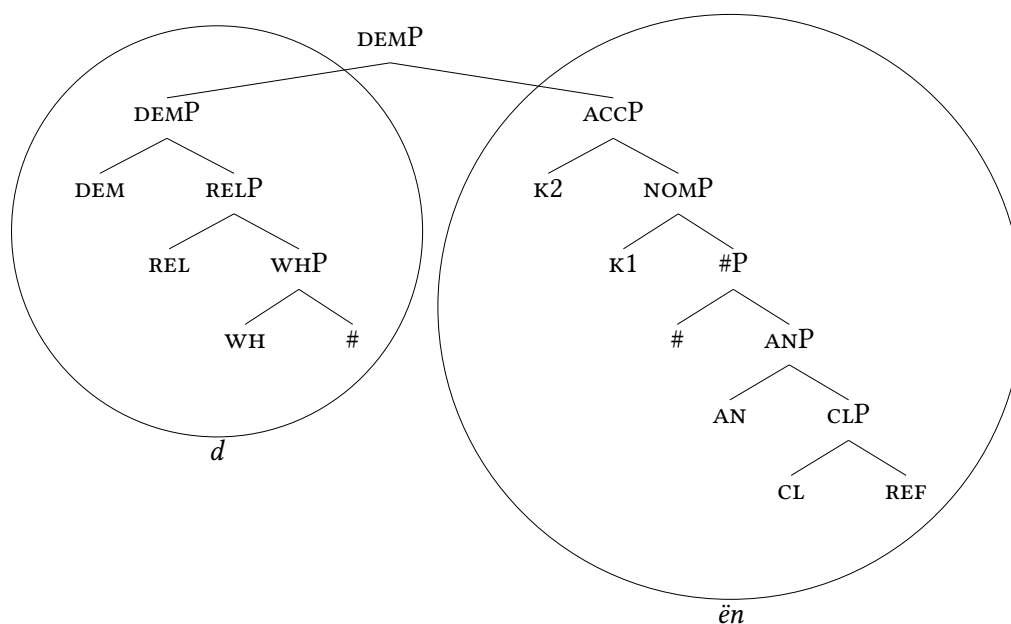 DEMP
DEMP ACCP
DEM RELP K2 NOMP
REL WHP K1 #P
WH # # ANP
AN CLP
d
CL REF
ën